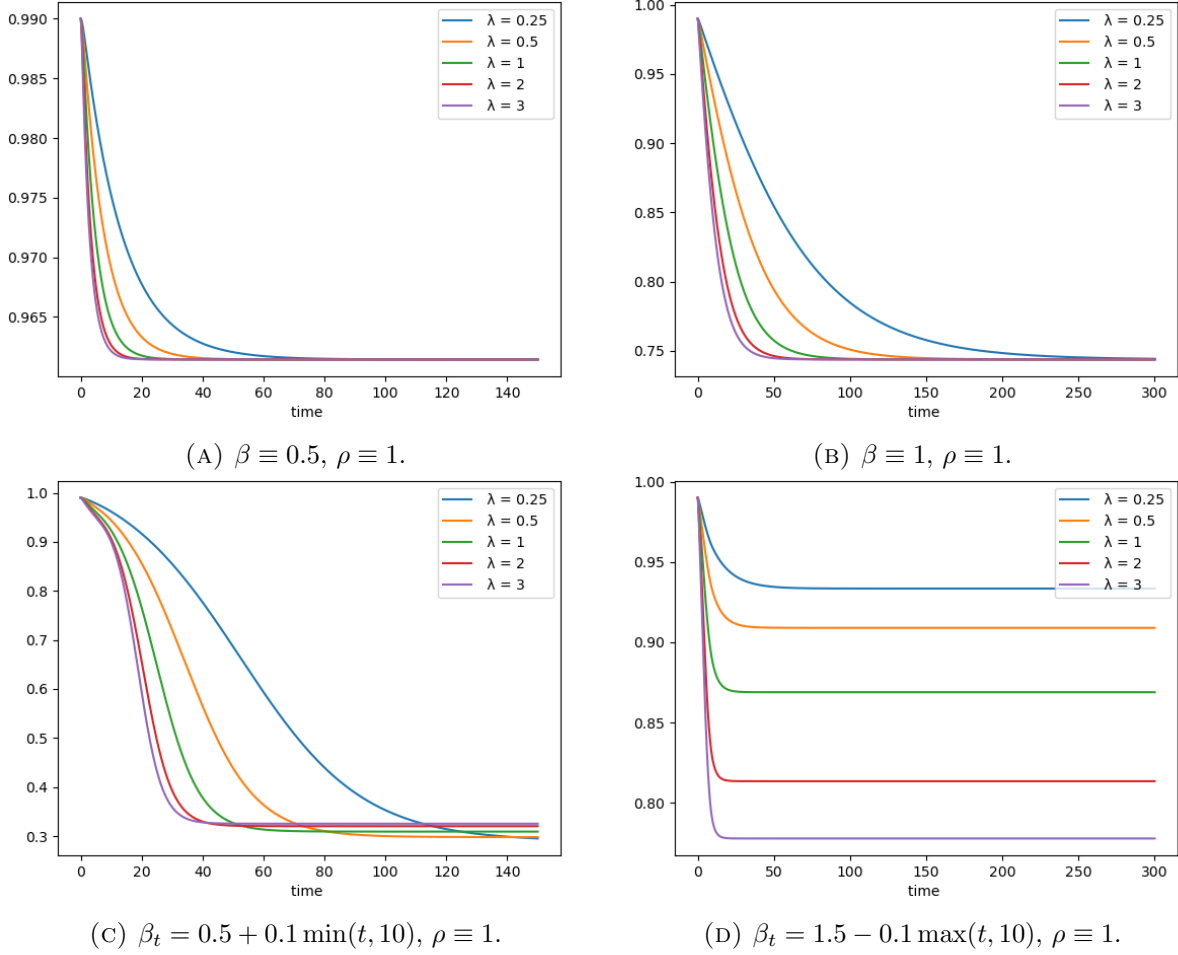 0.990
0.985
0.980
0.975
0.970
0.965
0 20 40 60 80 100 120 140
time
λ = 0.25
λ = 0.5
λ = 1
λ = 2
λ = 3
(A) β ≡ 0.5, ρ ≡ 1.
1.00
0.95
0.90
0.85
0.80
0.75
0 50 100 150 200 250 300
time
λ = 0.25
λ = 0.5
λ = 1
λ = 2
λ = 3
(B) β ≡ 1, ρ ≡ 1.
1.0
0.9
0.8
0.7
0.6
0.5
0.4
0.3
0 20 40 60 80 100 120 140
time
λ = 0.25
λ = 0.5
λ = 1
λ = 2
λ = 3
(C) βt = 0.5 + 0.1 min(t, 10), ρ ≡ 1.
1.00
0.95
0.90
0.85
0.80
0 50 100 150 200 250 300
time
λ = 0.25
λ = 0.5
λ = 1
λ = 2
λ = 3
(D) βt = 1.5 − 0.1 max(t, 10), ρ ≡ 1.